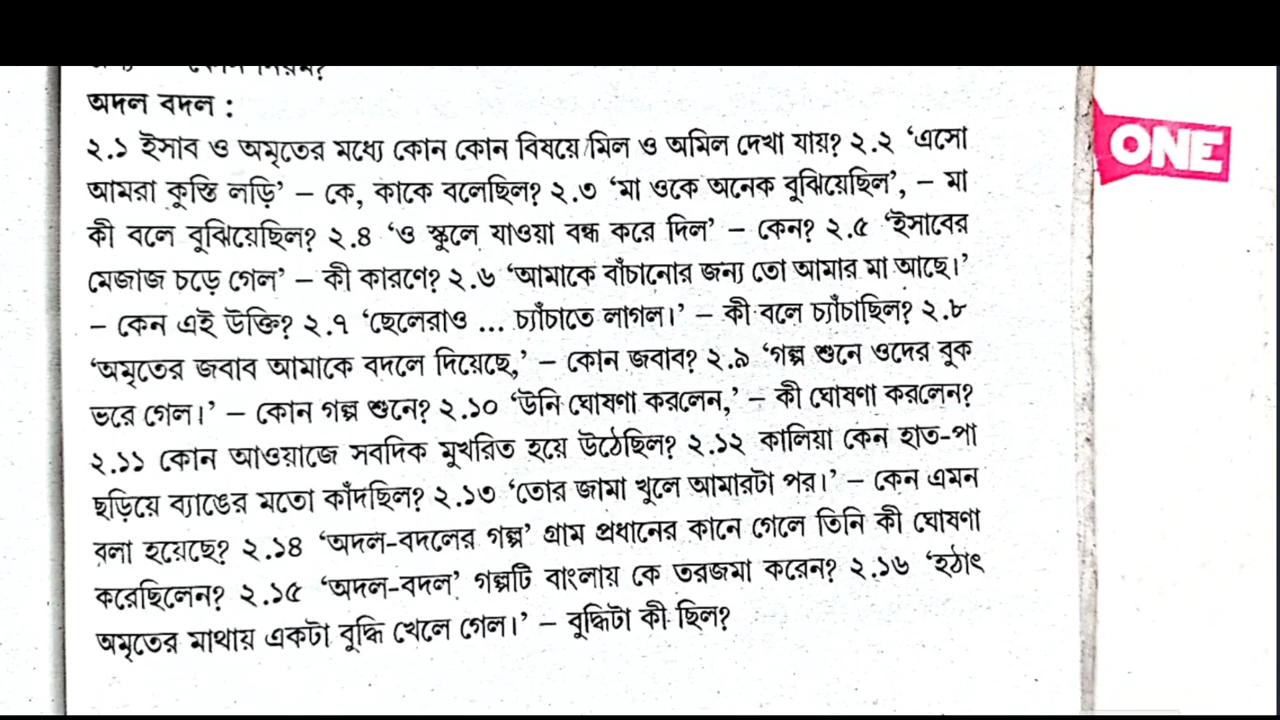 অদল বদল :
২.১ ইসাব ও অমৃতের মধ্যে কোন কোন বিষয়ে মিল ও অমিল দেখা যায়? ২.২ ‘এসো
আমরা কুস্তি লড়ি’ – কে, কাকে বলেছিল? ২.৩ ‘মা ওকে অনেক বুঝিয়েছিল’, – মা
কী বলে বুঝিয়েছিল? ২.৪ ‘ও স্কুলে যাওয়া বন্ধ করে দিল’ – কেন? ২.৫ ‘ইসাবের
মেজাজ চড়ে গেল’ – কী কারণে? ২.৬ ‘আমাকে বাঁচানোর জন্য তো আমার মা আছে।’
– কেন এই উক্তি? ২.৭ ‘ছেলেরাও ... চ্যাঁচাতে লাগল।’ – কী বলে চ্যাঁচাছিল? ২.৮
‘অমৃতের জবাব আমাকে বদলে দিয়েছে,’ – কোন জবাব? ২.৯ ‘গল্প শুনে ওদের বুক
ভরে গেল।’ – কোন গল্প শুনে? ২.১০ ‘উনি ঘোষণা করলেন,’ – কী ঘোষণা করলেন?
২.১১ কোন আওয়াজে সবদিক মুখরিত হয়ে উঠেছিল? ২.১২ কালিয়া কেন হাত-পা
ছড়িয়ে ব্যাঙের মতো কাঁদছিল? ২.১৩ ‘তোর জামা খুলে আমারটা পর।’ – কেন এমন
বলা হয়েছে? ২.১৪ ‘অদল-বদলের গল্প’ গ্রাম প্রধানের কানে গেলে তিনি কী ঘোষণা
করেছিলেন? ২.১৫ ‘অদল-বদল’ গল্পটি বাংলায় কে তরজমা করেন? ২.১৬ ‘হঠাৎ
অমৃতের মাথায় একটা বুদ্ধি খেলে গেল।’ – বুদ্ধিটা কী ছিল?
ONE